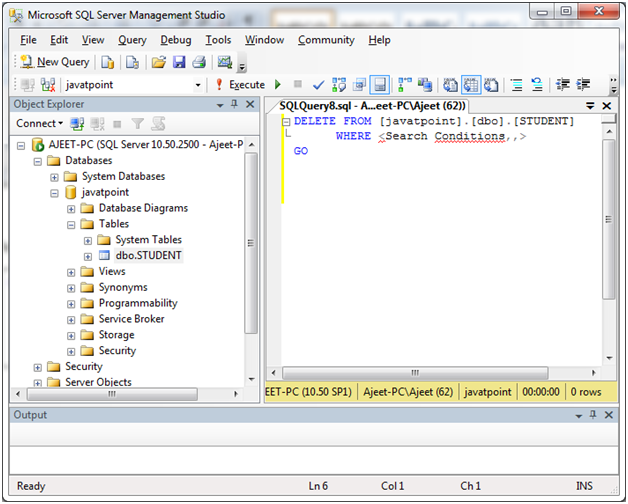 Microsoft SQL Server Management Studio
File Edit View Query Debug Tools Window Community Help
New Query
javatpoint Execute
Object Explorer
Connect
AJEET-PC (SQL Server 10.50.2500 - Ajeet-P
Databases
System Databases
javatpoint
Database Diagrams
Tables
System Tables
dbo.STUDENT
Views
Synonyms
Programmability
Service Broker
Storage
Security
Security
Server Objects
SQLQuery8.sql - A...eet-PC\Ajeet (62))
DELETE FROM [javatpoint].[dbo].[STUDENT]
WHERE <Search Conditions,,>
GO
EET-PC (10.50 SP1) Ajeet-PC\Ajeet (62) javatpoint 00:00:00 0 rows
Output
Ready Ln 6 Col 1 Ch 1 INS